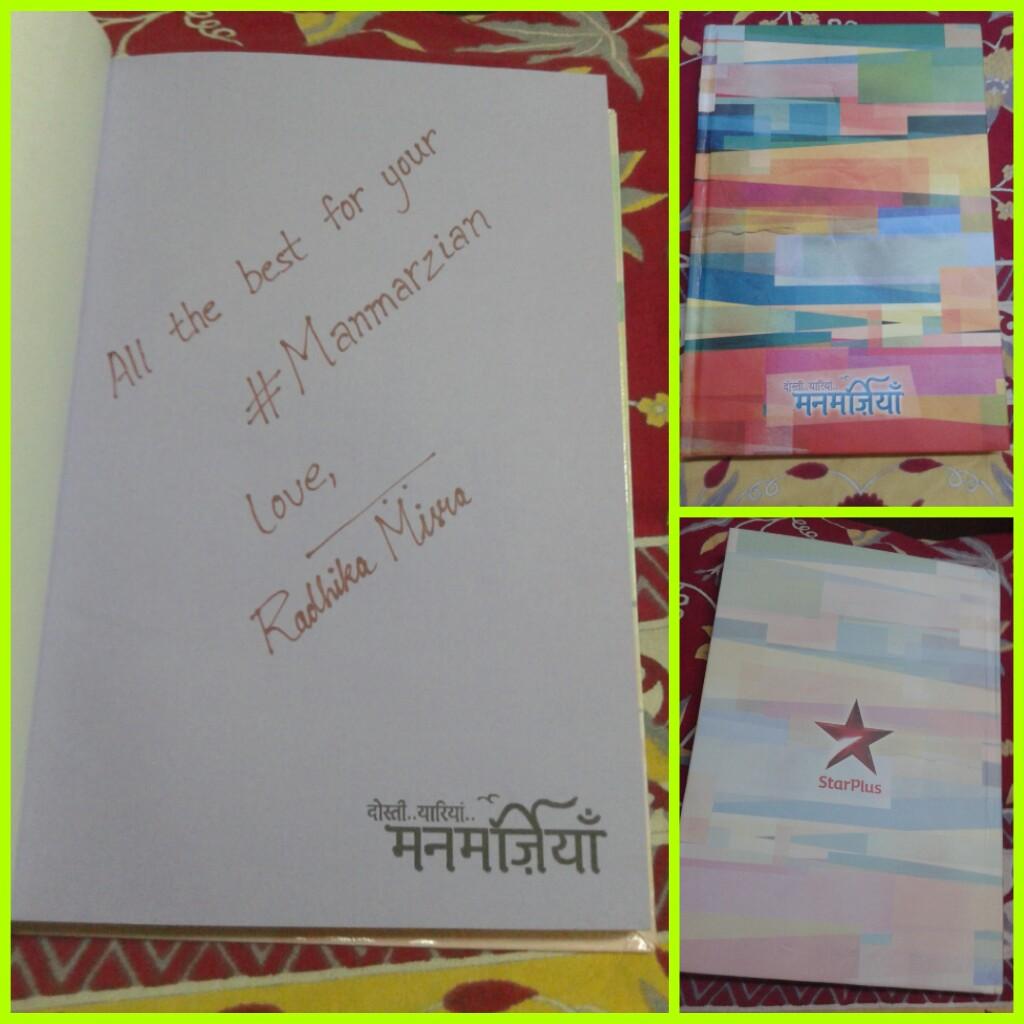 All the best for your
#Manmarzian
Love,
Radhika Misra
दोस्ती..यारियां..
मनमर्ज़ियाँ
दोस्ती..यारियां..
मनमर्ज़ियाँ
StarPlus